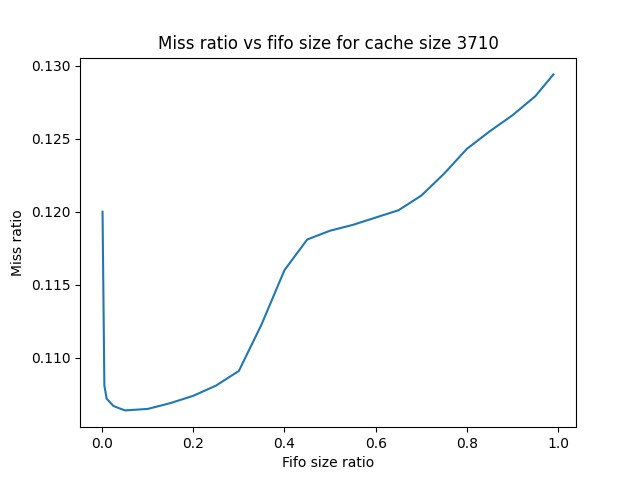 Miss ratio vs fifo size for cache size 3710
0.130
0.125
0.120
0.115
0.110
Miss ratio
0.0 0.2 0.4 0.6 0.8 1.0
Fifo size ratio